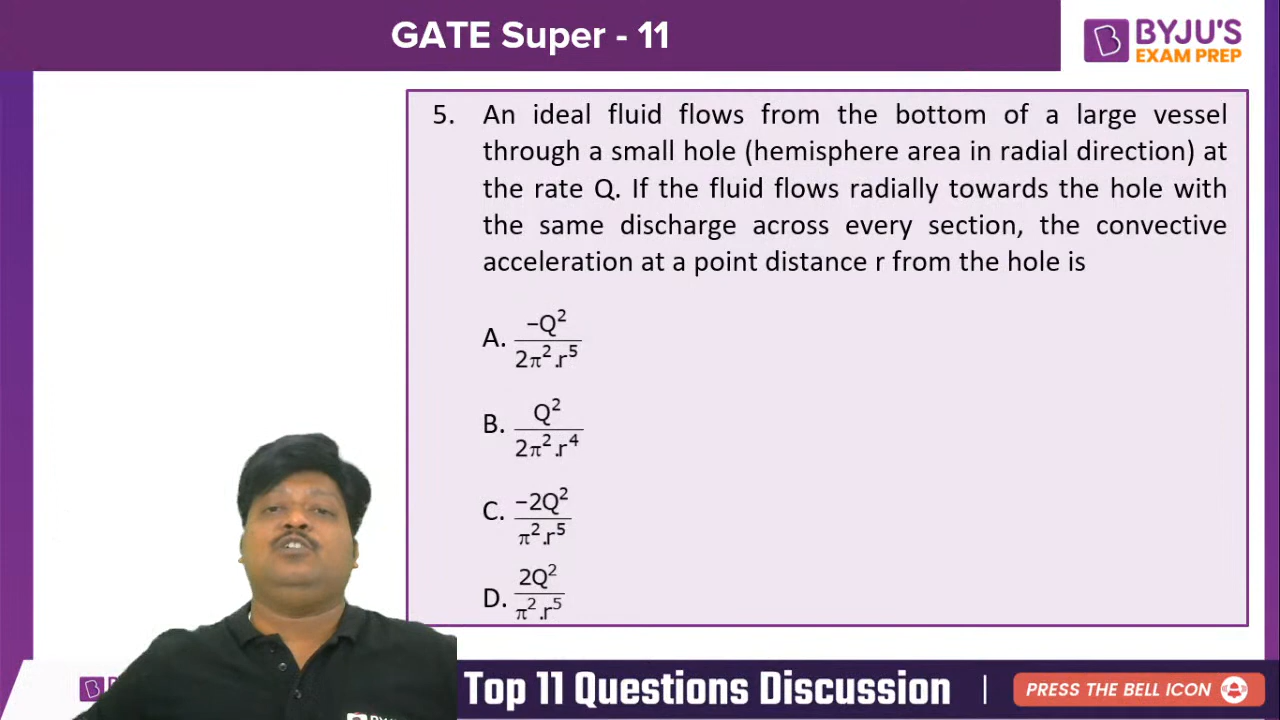 GATE Super - 11
BYJU'S
EXAM PREP
5. An ideal fluid flows from the bottom of a large vessel
through a small hole (hemisphere area in radial direction) at
the rate Q. If the fluid flows radially towards the hole with
the same discharge across every section, the convective
acceleration at a point distance r from the hole is
A. −Q²/2π².r⁵
B. Q²/2π².r⁴
C. −2Q²/π².r⁵
D. 2Q²/π².r⁵
Top 11 Questions Discussion
PRESS THE BELL ICON